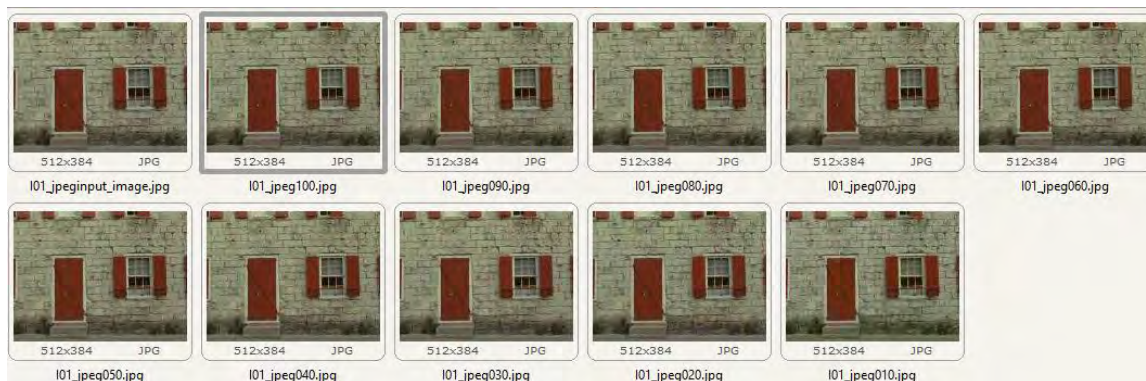 512x384 JPG 512x384 JPG 512x384 JPG 512x384 JPG 512x384 JPG 512x384 JPG
I01_jpeginput_image.jpg I01_jpeg100.jpg I01_jpeg090.jpg I01_jpeg080.jpg I01_jpeg070.jpg I01_jpeg060.jpg
512x384 JPG 512x384 JPG 512x384 JPG 512x384 JPG 512x384 JPG
I01_jpeg050.jpg I01_jpeg040.jpg I01_jpeg030.jpg I01_jpeg020.jpg I01_jpeg010.jpg